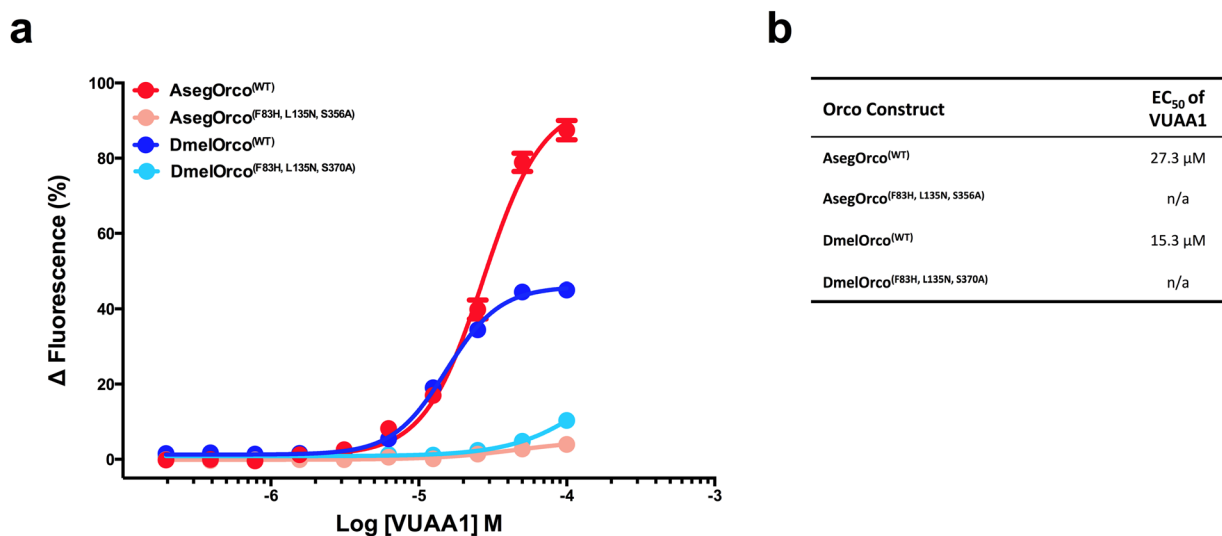 a
AsegOrco(WT)
AsegOrco(F83H, L135N, S356A)
DmelOrco(WT)
DmelOrco(F83H, L135N, S370A)
100
80
60
40
20
0
Δ Fluorescence (%)
-6 -5 -4 -3
Log [VUAA1] M
b
Orco Construct EC50 of VUAA1
AsegOrco(WT) 27.3 µM
AsegOrco(F83H, L135N, S356A) n/a
DmelOrco(WT) 15.3 µM
DmelOrco(F83H, L135N, S370A) n/a